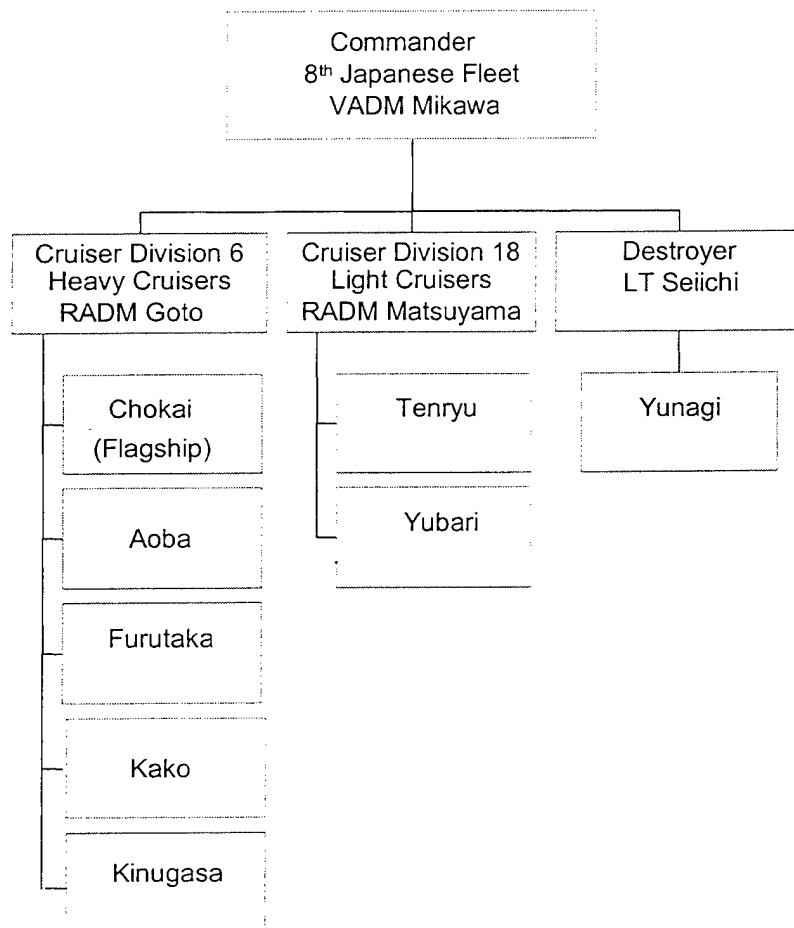 Commander
8th Japanese Fleet
VADM Mikawa
Cruiser Division 6
Heavy Cruisers
RADM Goto
Cruiser Division 18
Light Cruisers
RADM Matsuyama
Destroyer
LT Seiichi
Chokai
(Flagship)
Aoba
Furutaka
Kako
Kinugasa
Tenryu
Yubari
Yunagi